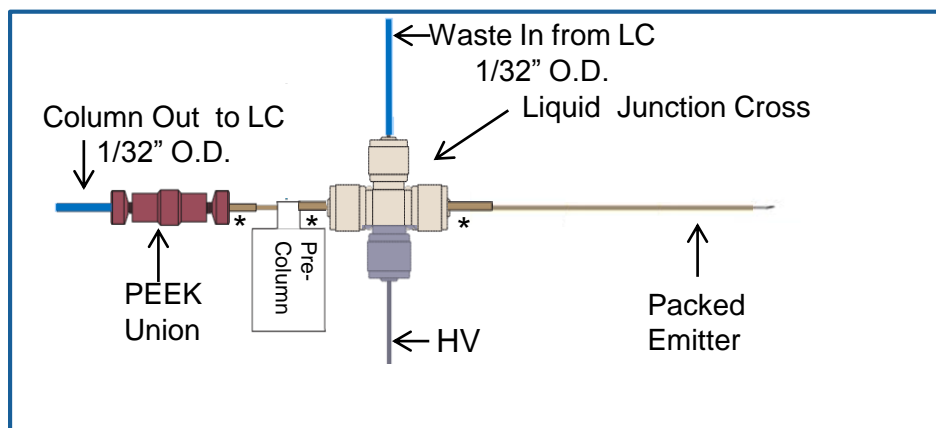 Waste In from LC
1/32” O.D.
Liquid Junction Cross
Column Out to LC
1/32” O.D.
* * *
Pre-
Column
PEEK
Union
Packed
Emitter
HV